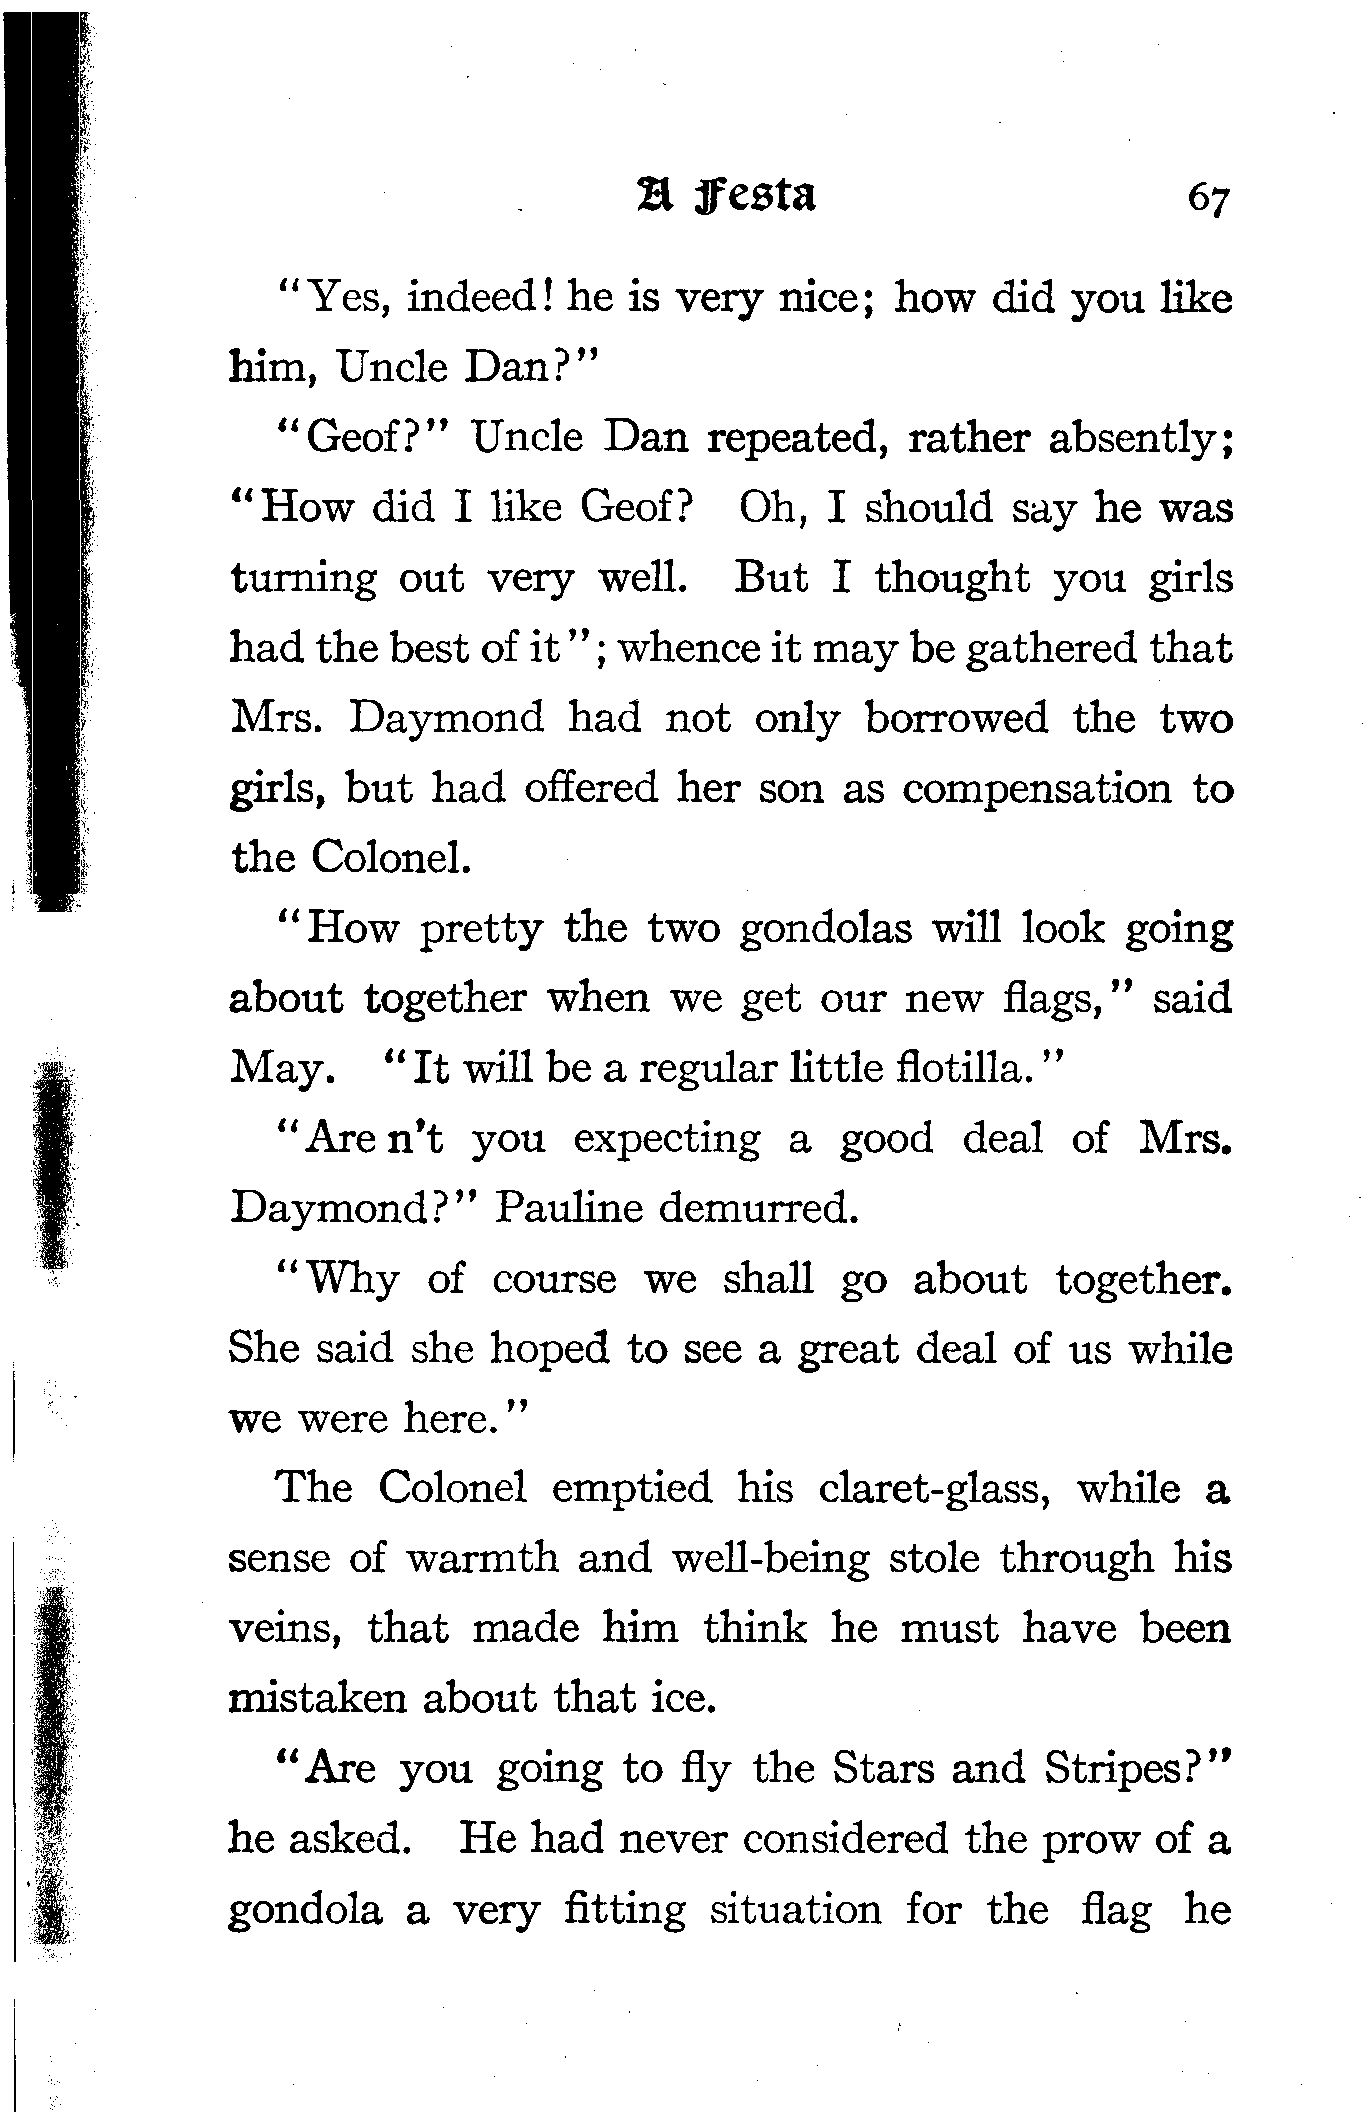 A Festa 67
"Yes, indeed! he is very nice; how did you like
him, Uncle Dan?"
"Geof?" Uncle Dan repeated, rather absently;
"How did I like Geof? Oh, I should say he was
turning out very well. But I thought you girls
had the best of it"; whence it may be gathered that
Mrs. Daymond had not only borrowed the two
girls, but had offered her son as compensation to
the Colonel.
"How pretty the two gondolas will look going
about together when we get our new flags," said
May. "It will be a regular little flotilla."
"Are n't you expecting a good deal of Mrs.
Daymond?" Pauline demurred.
"Why of course we shall go about together.
She said she hoped to see a great deal of us while
we were here."
The Colonel emptied his claret-glass, while a
sense of warmth and well-being stole through his
veins, that made him think he must have been
mistaken about that ice.
"Are you going to fly the Stars and Stripes?"
he asked. He had never considered the prow of a
gondola a very fitting situation for the flag he